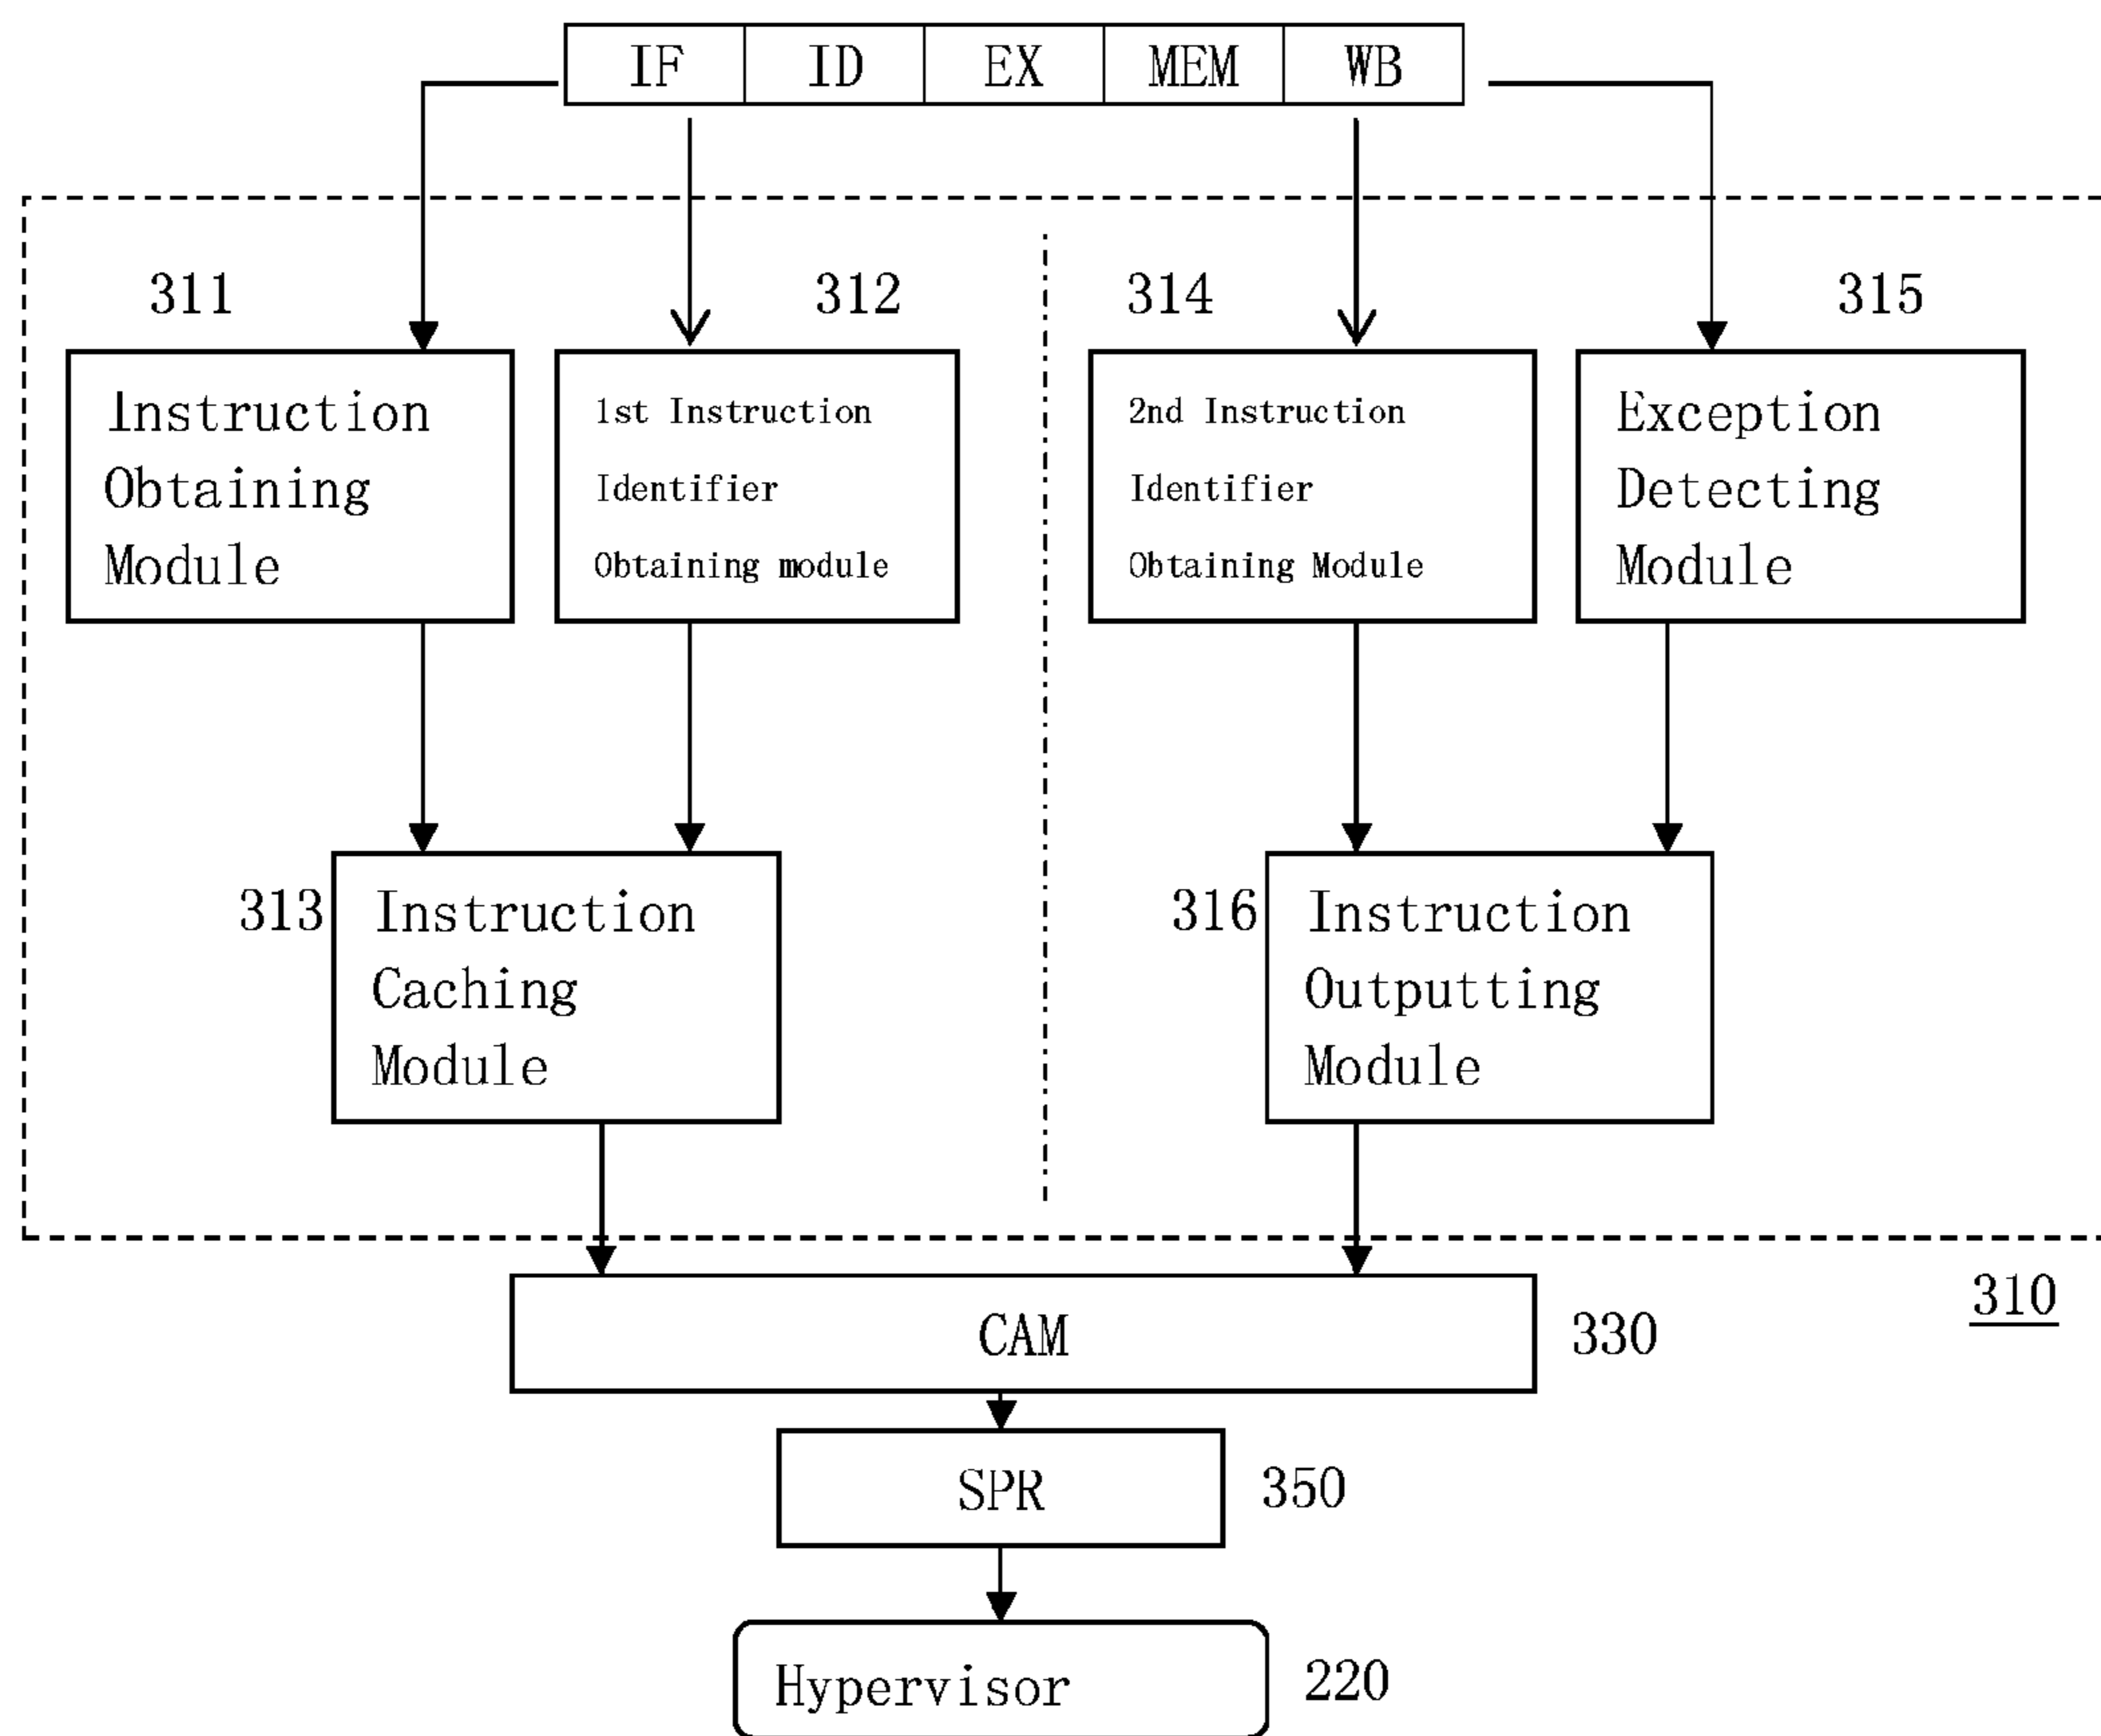 IF ID EX MEM WB
311 312 314 315
Instruction
Obtaining
Module
1st Instruction
Identifier
Obtaining module
2nd Instruction
Identifier
Obtaining Module
Exception
Detecting
Module
313
Instruction
Caching
Module
316
Instruction
Outputting
Module
310
CAM 330
SPR 350
Hypervisor 220